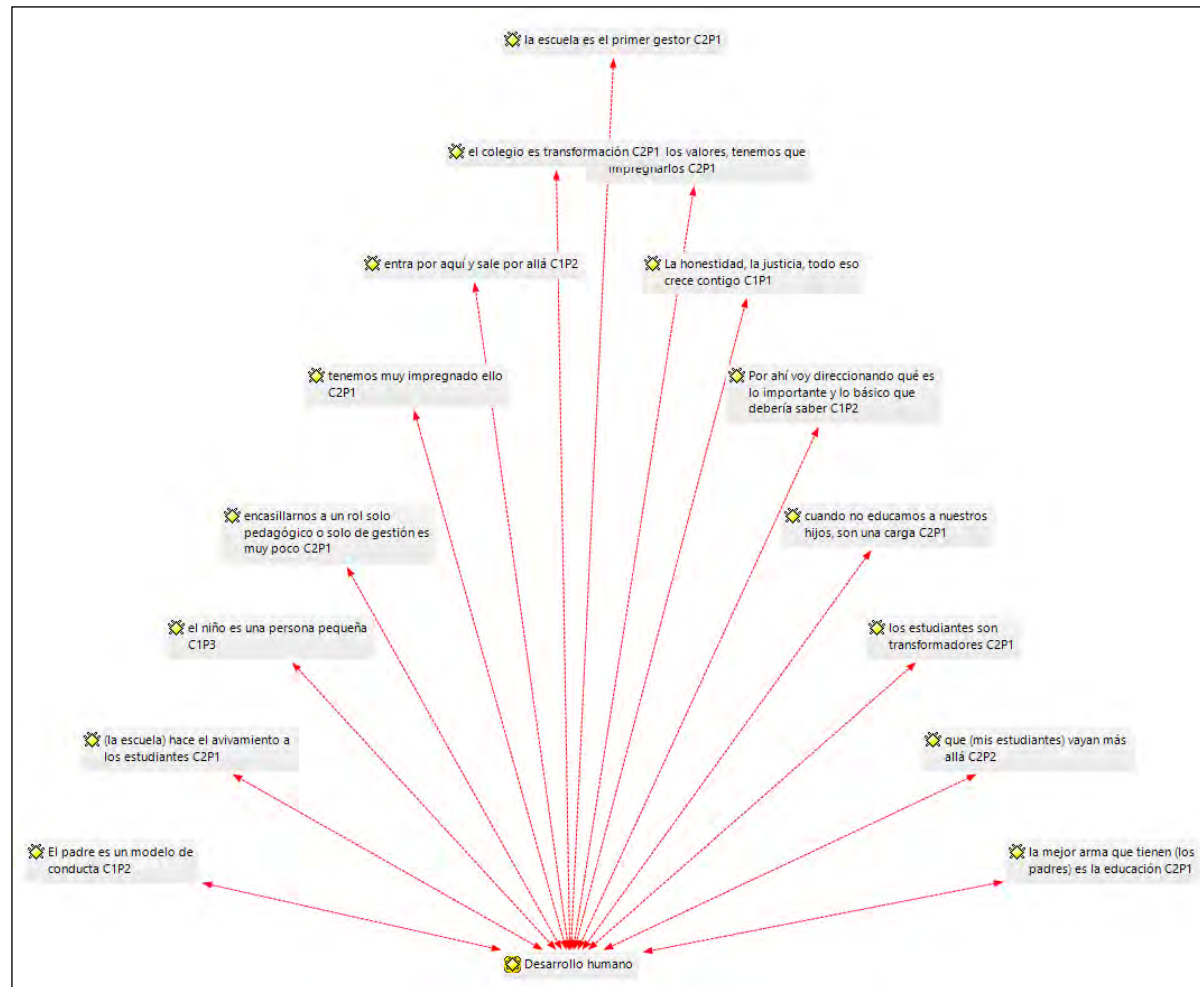 la escuela es el primer gestor C2P1
el colegio es transformación C2P1
los valores, tenemos que
impregnarlos C2P1
entra por aquí y sale por allá C1P2
La honestidad, la justicia, todo eso
crece contigo C1P1
tenemos muy impregnado ello
C2P1
Por ahí voy direccionando qué es
lo importante y lo básico que
debería saber C1P2
encasillarnos a un rol solo
pedagógico o solo de gestión es
muy poco C2P1
cuando no educamos a nuestros
hijos, son una carga C2P1
el niño es una persona pequeña
C1P3
los estudiantes son
transformadores C2P1
(la escuela) hace el avivamiento a
los estudiantes C2P1
que (mis estudiantes) vayan más
allá C2P2
El padre es un modelo de
conducta C1P2
la mejor arma que tienen (los
padres) es la educación C2P1
Desarrollo humano